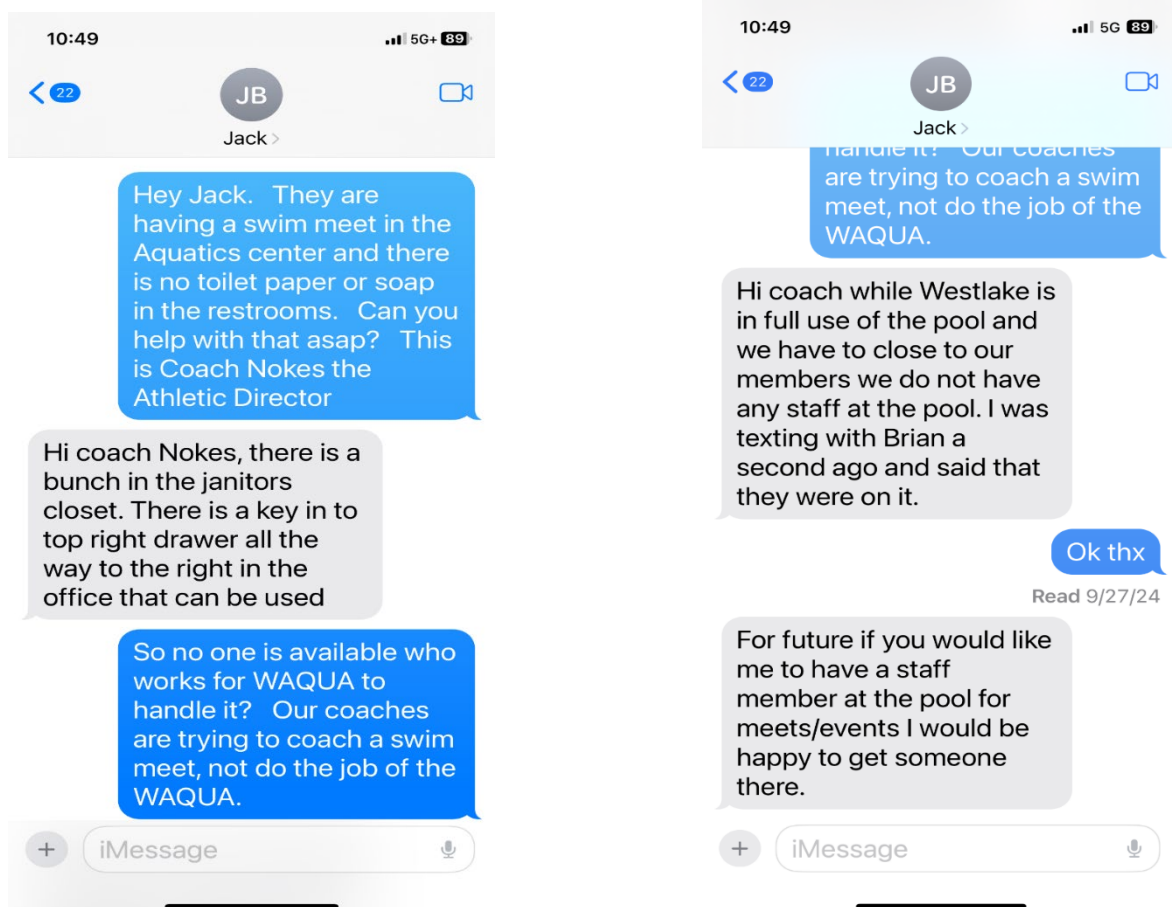 10:49
5G+ 89
22
JB
Jack >
Hey Jack. They are
having a swim meet in the
Aquatics center and there
is no toilet paper or soap
in the restrooms. Can you
help with that asap? This
is Coach Nokes the
Athletic Director
Hi coach Nokes, there is a
bunch in the janitors
closet. There is a key in to
top right drawer all the
way to the right in the
office that can be used
So no one is available who
works for WAQUA to
handle it? Our coaches
are trying to coach a swim
meet, not do the job of the
WAQUA.
+ iMessage
10:49
5G 89
22
JB
Jack >
handle it? Our coaches
are trying to coach a swim
meet, not do the job of the
WAQUA.
Hi coach while Westlake is
in full use of the pool and
we have to close to our
members we do not have
any staff at the pool. I was
texting with Brian a
second ago and said that
they were on it.
Ok thx
Read 9/27/24
For future if you would like
me to have a staff
member at the pool for
meets/events I would be
happy to get someone
there.
+ iMessage